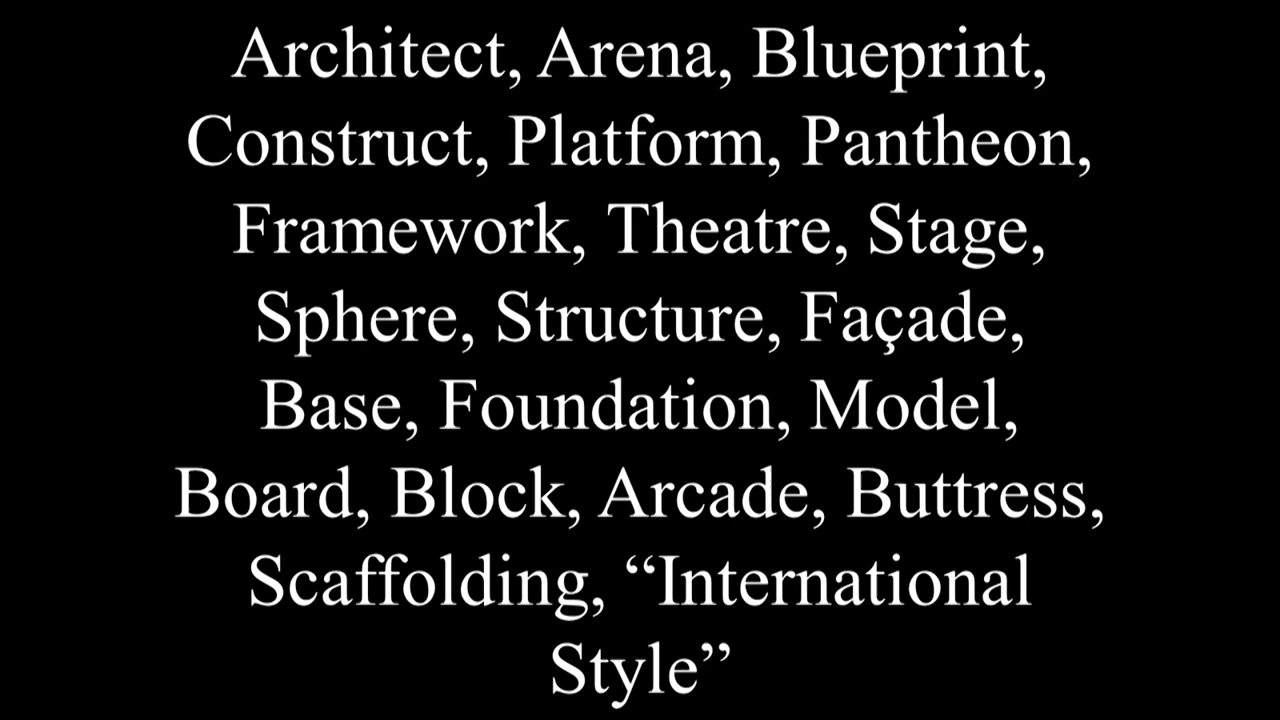 Architect, Arena, Blueprint,
Construct, Platform, Pantheon,
Framework, Theatre, Stage,
Sphere, Structure, Façade,
Base, Foundation, Model,
Board, Block, Arcade, Buttress,
Scaffolding, “International
Style”